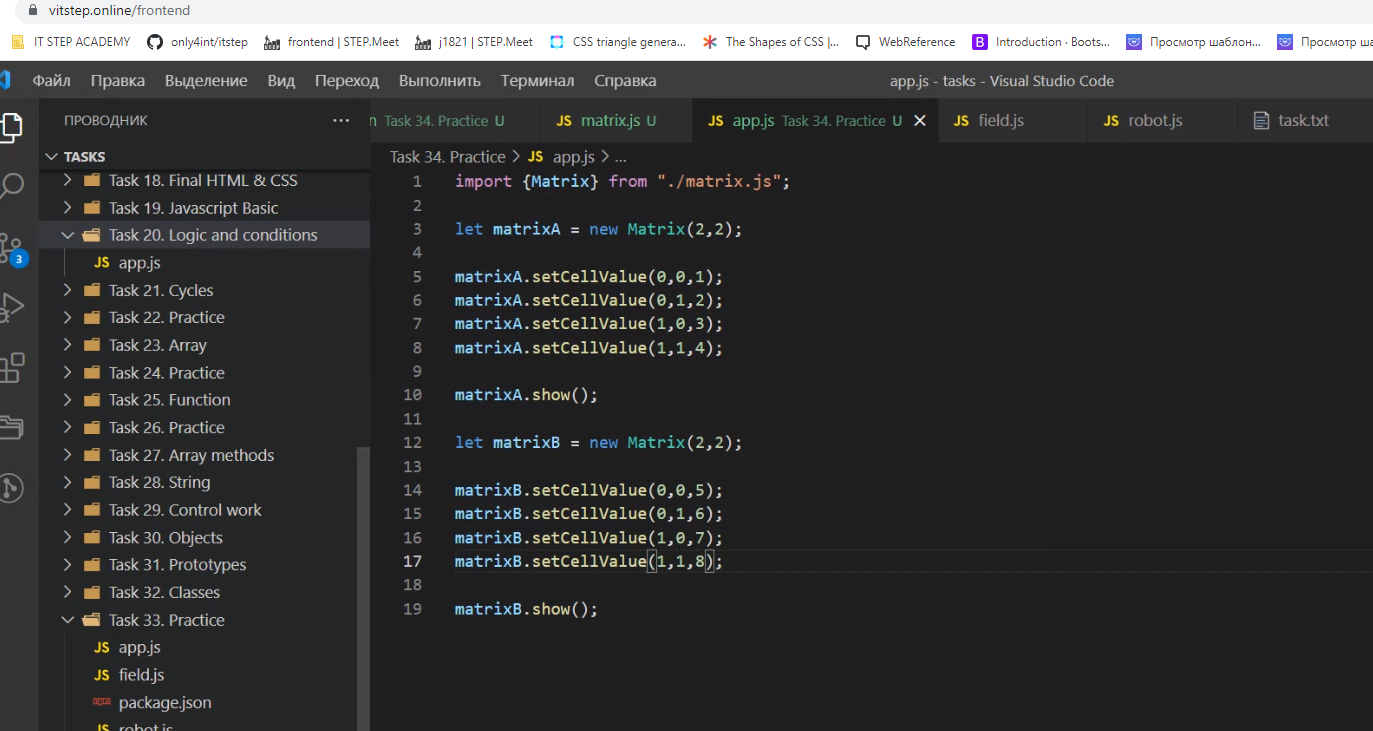 vitstep.online/frontend
IT STEP ACADEMY only4int/itstep frontend | STEP.Meet j1821 | STEP.Meet CSS triangle genera... The Shapes of CSS |... WebReference B Introduction · Boots... Просмотр шаблон... Просмотр ша
Файл Правка Выделение Вид Переход Выполнить Терминал Справка app.js - tasks - Visual Studio Code
ПРОВОДНИК ...
n Task 34. Practice U JS matrix.js U JS app.js Task 34. Practice U JS field.js JS robot.js task.txt
Task 34. Practice > JS app.js > ...
TASKS
Task 18. Final HTML & CSS
Task 19. Javascript Basic
Task 20. Logic and conditions
JS app.js
Task 21. Cycles
Task 22. Practice
Task 23. Array
Task 24. Practice
Task 25. Function
Task 26. Practice
Task 27. Array methods
Task 28. String
Task 29. Control work
Task 30. Objects
Task 31. Prototypes
Task 32. Classes
Task 33. Practice
JS app.js
JS field.js
npm package.json
JS robot.js
3
1 import {Matrix} from "./matrix.js";
2
3 let matrixA = new Matrix(2,2);
4
5 matrixA.setCellValue(0,0,1);
6 matrixA.setCellValue(0,1,2);
7 matrixA.setCellValue(1,0,3);
8 matrixA.setCellValue(1,1,4);
9
10 matrixA.show();
11
12 let matrixB = new Matrix(2,2);
13
14 matrixB.setCellValue(0,0,5);
15 matrixB.setCellValue(0,1,6);
16 matrixB.setCellValue(1,0,7);
17 matrixB.setCellValue(1,1,8);
18
19 matrixB.show();